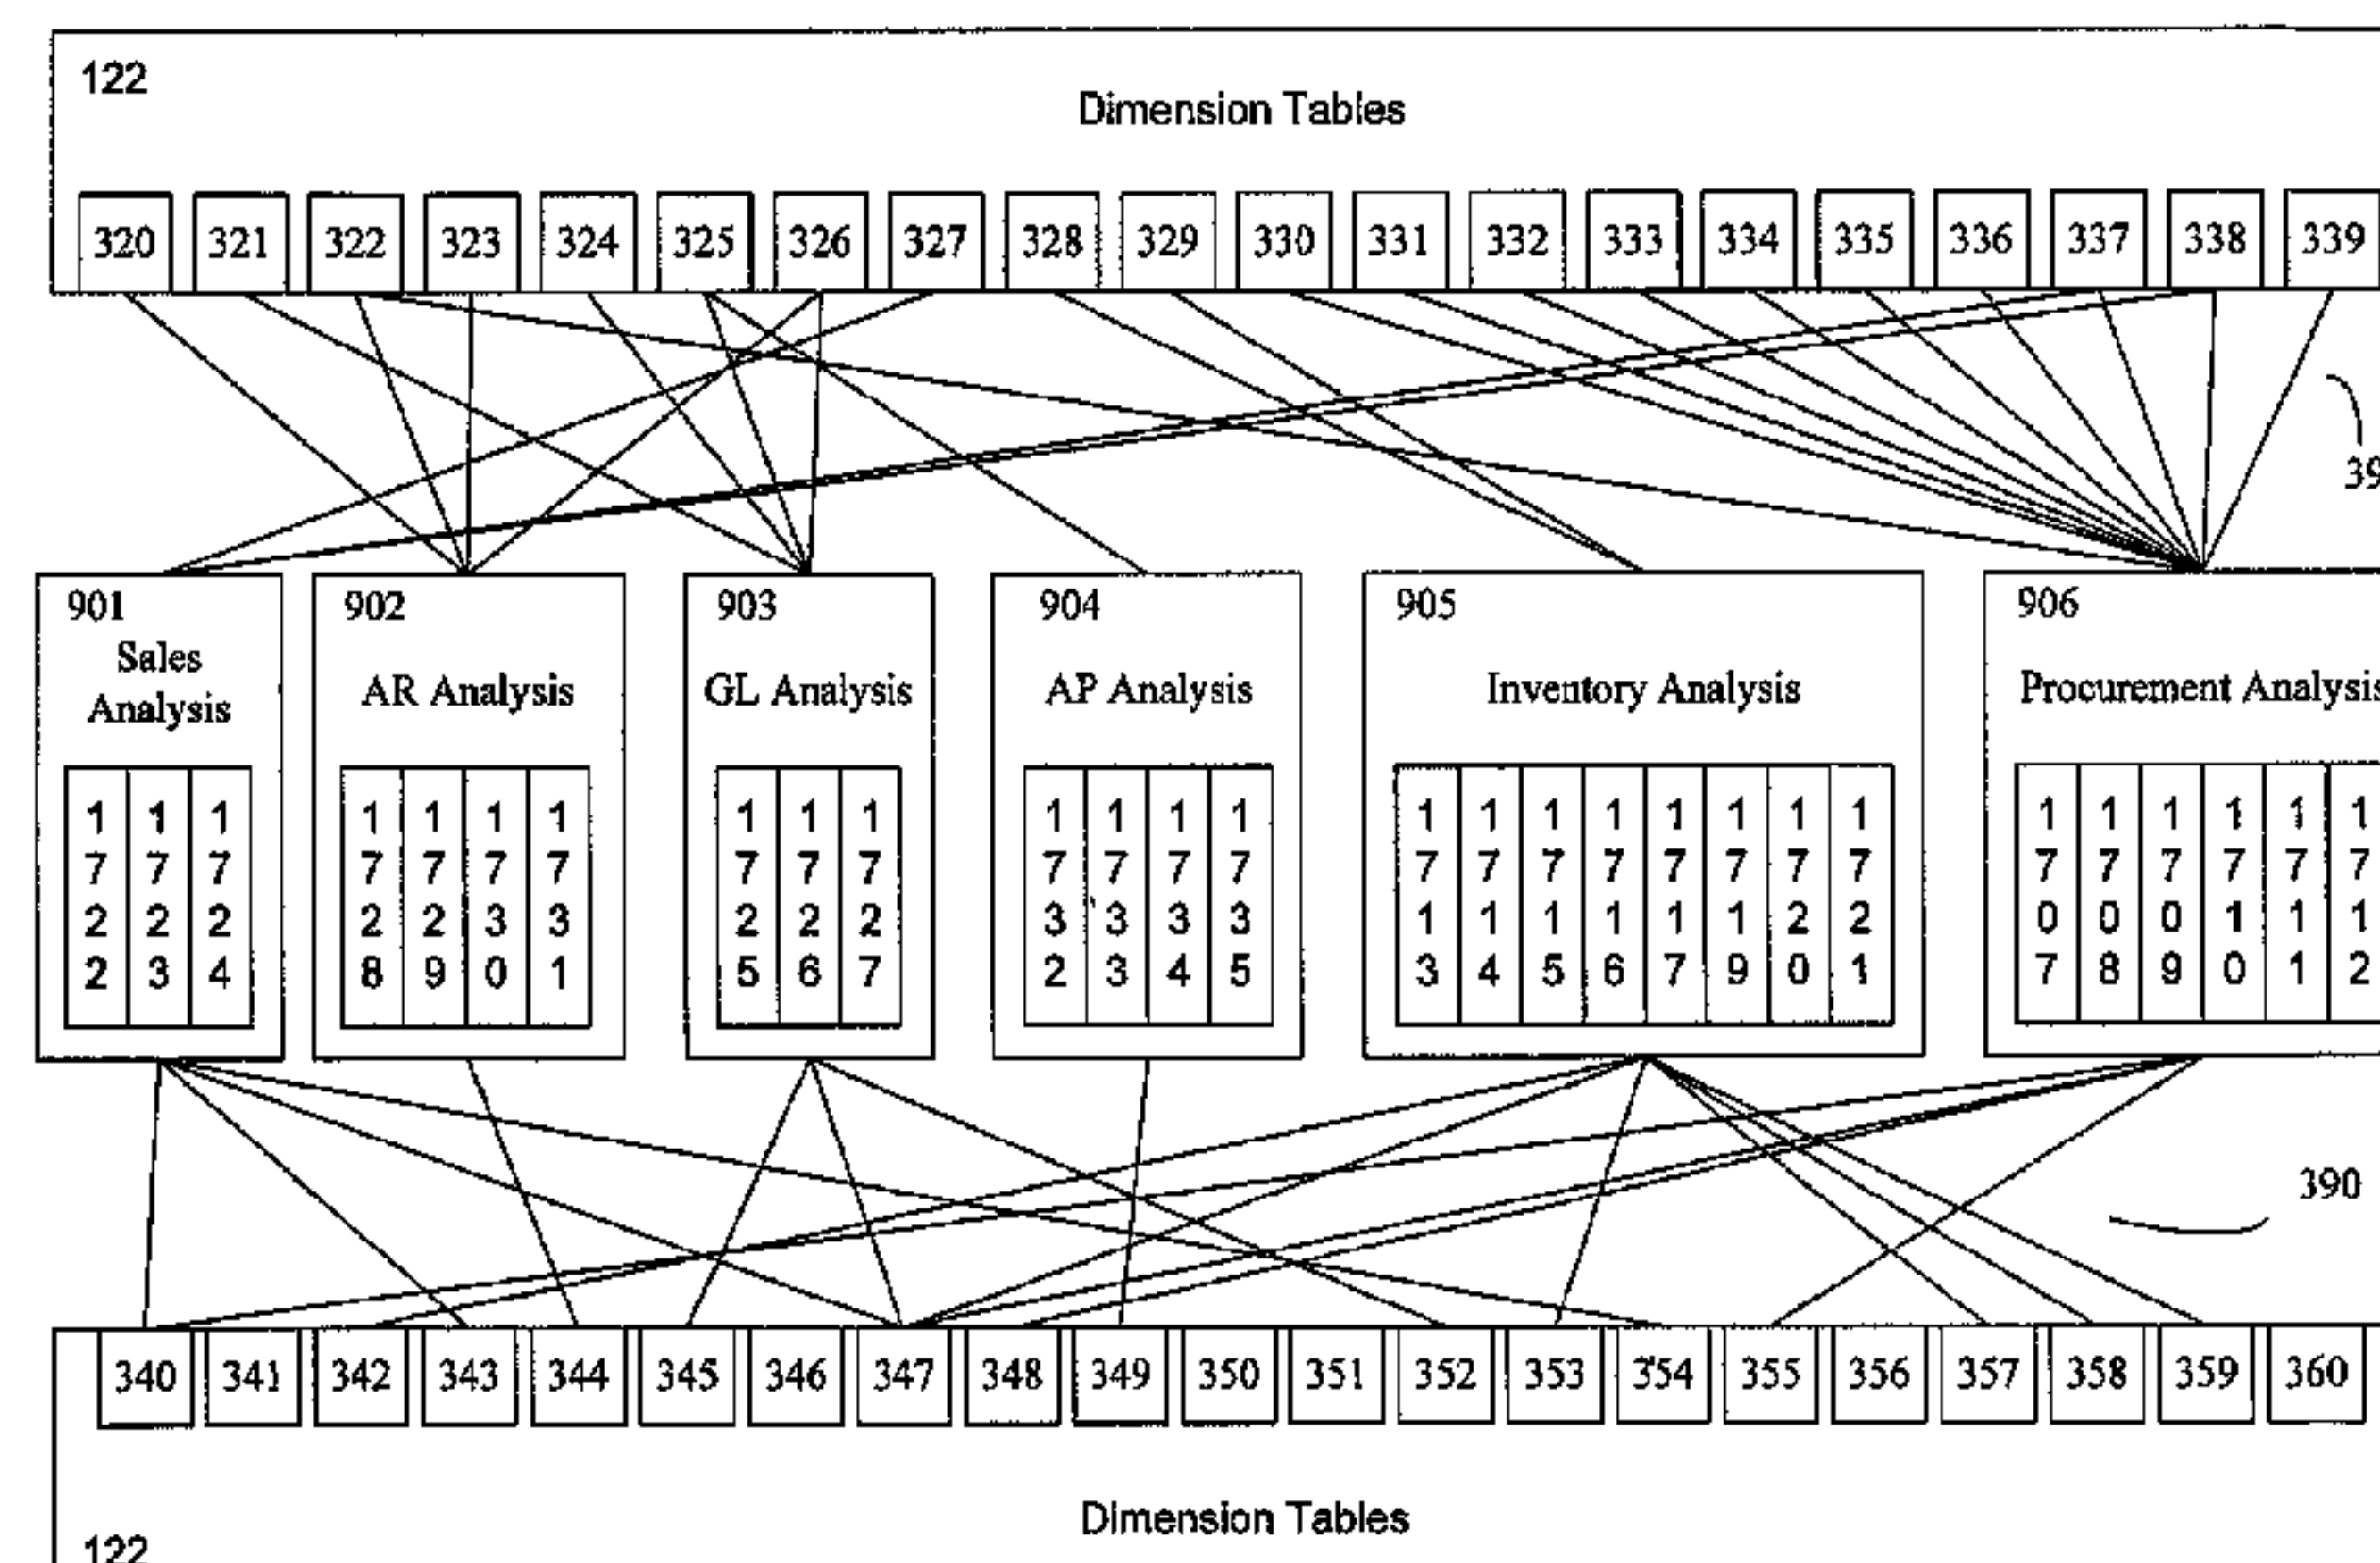 122
Dimension Tables
320 321 322 323 324 325 326 327 328 329 330 331 332 333 334 335 336 337 338 339
39
901 902 903 904 905 906
Sales
Analysis
AR Analysis GL Analysis AP Analysis Inventory Analysis Procurement Analysis
1722 1723 1724 1728 1729 1730 1731 1725 1726 1727 1732 1733 1734 1735 1713 1714 1715 1716 1717 1719 1720 1721 1707 1708 1709 1710 1711 1712
390
340 341 342 343 344 345 346 347 348 349 350 351 352 353 354 355 356 357 358 359 360
Dimension Tables
122